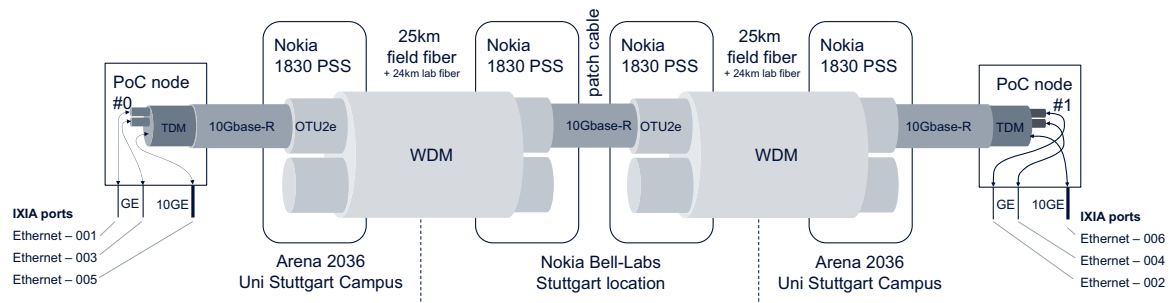 PoC node
#0
TDM
10Gbase-R
GE
10GE
IXIA ports
Ethernet – 001
Ethernet – 003
Ethernet – 005
Nokia
1830 PSS
OTU2e
Arena 2036
Uni Stuttgart Campus
25km
field fiber
+ 24km lab fiber
WDM
Nokia
1830 PSS
patch cable
10Gbase-R
Nokia
1830 PSS
OTU2e
Nokia Bell-Labs
Stuttgart location
25km
field fiber
+ 24km lab fiber
WDM
Nokia
1830 PSS
Arena 2036
Uni Stuttgart Campus
10Gbase-R
PoC node
#1
TDM
GE
10GE
IXIA ports
Ethernet – 006
Ethernet – 004
Ethernet – 002